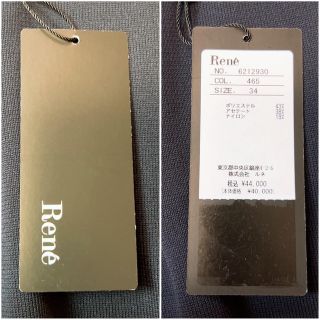 René
René
NO. 6212930
COL. 465
SIZE. 34
ポリエステル
アセテート
ナイロン
東京都中央区銀座
株式会社 ルネ
税込 ¥44,000
(本体価格 ¥40,000)